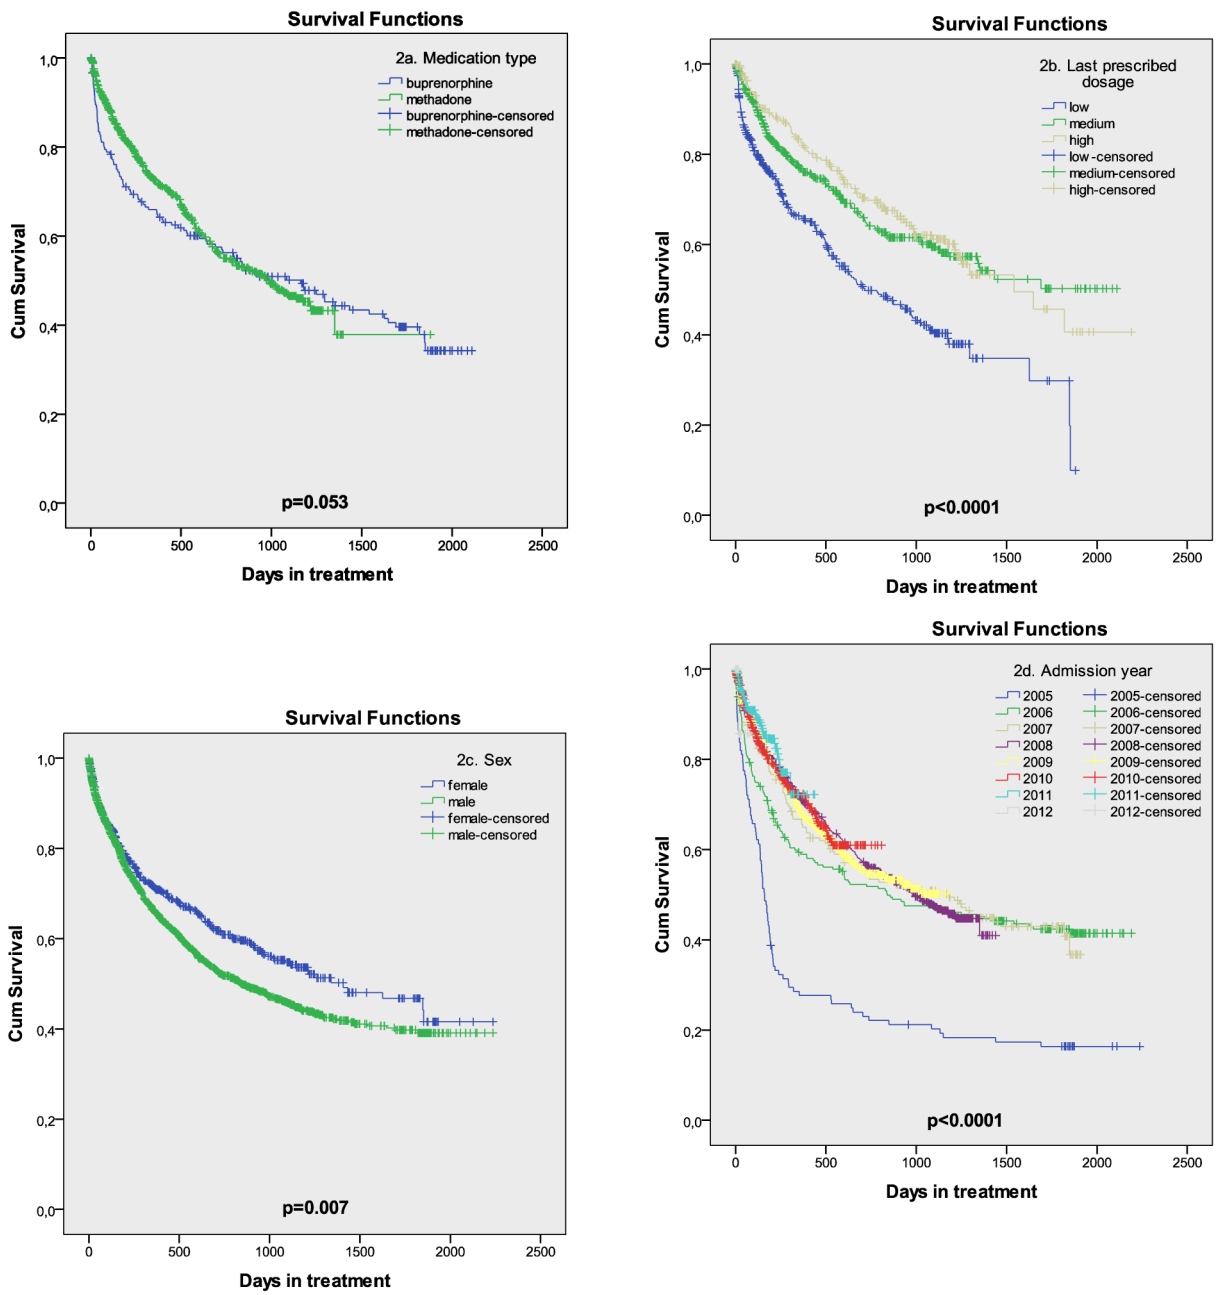 Survival Functions
2a. Medication type
buprenorphine
methadone
buprenorphine-censored
methadone-censored
1,0
0,8
0,6
0,4
0,2
0,0
Cum Survival
p=0.053
0 500 1000 1500 2000 2500
Days in treatment
Survival Functions
2b. Last prescribed
dosage
low
medium
high
low-censored
medium-censored
high-censored
1,0
0,8
0,6
0,4
0,2
0,0
Cum Survival
p<0.0001
0 500 1000 1500 2000 2500
Days in treatment
Survival Functions
2c. Sex
female
male
female-censored
male-censored
1,0
0,8
0,6
0,4
0,2
0,0
Cum Survival
p=0.007
0 500 1000 1500 2000 2500
Days in treatment
Survival Functions
2d. Admission year
2005 2005-censored
2006 2006-censored
2007 2007-censored
2008 2008-censored
2009 2009-censored
2010 2010-censored
2011 2011-censored
2012 2012-censored
1,0
0,8
0,6
0,4
0,2
0,0
Cum Survival
p<0.0001
0 500 1000 1500 2000 2500
Days in treatment